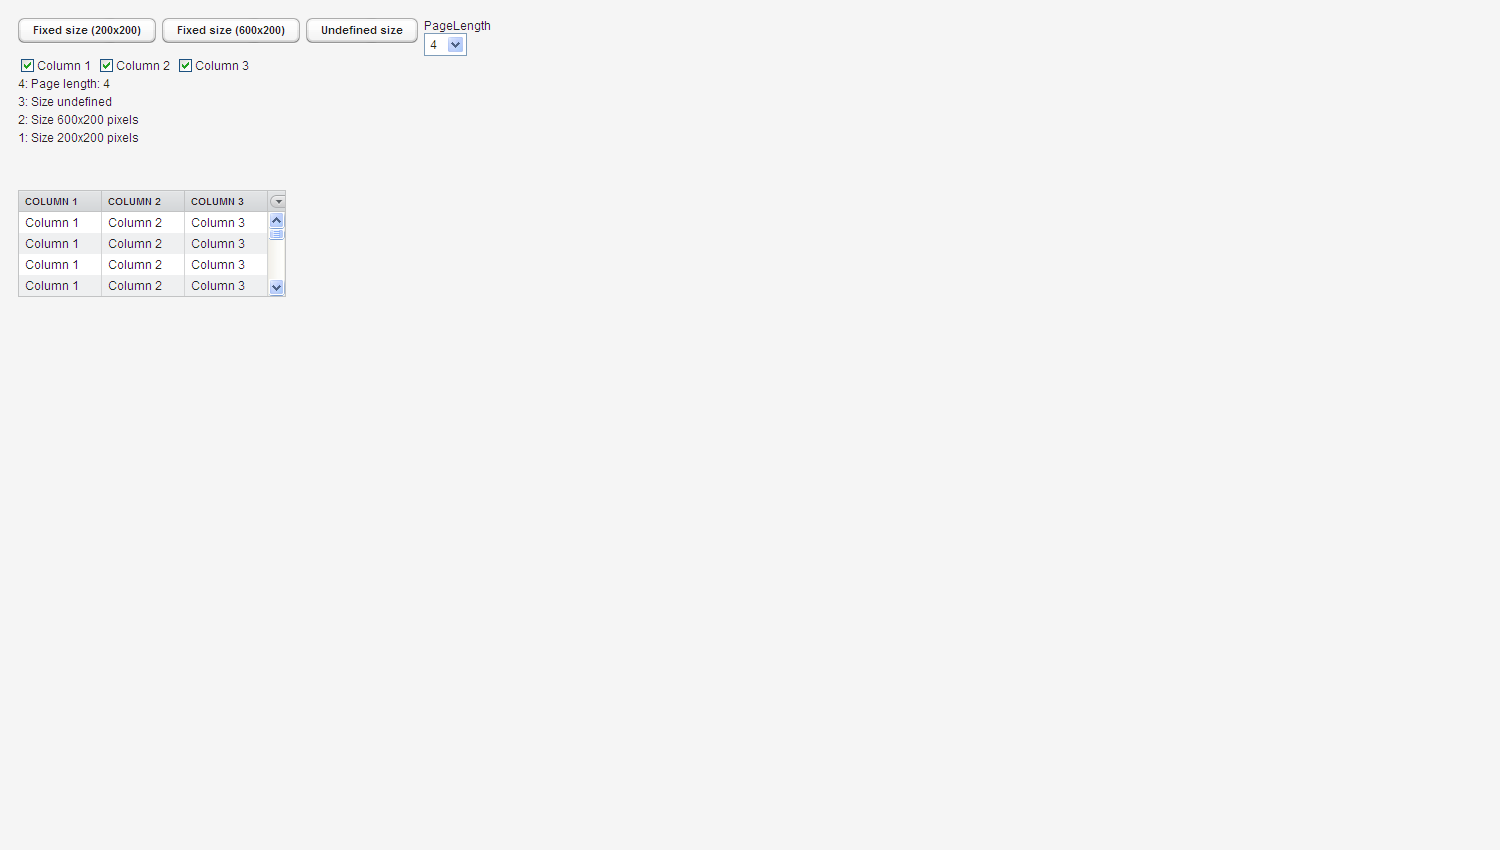 Fixed size (200x200) Fixed size (600x200) Undefined size PageLength
4
Column 1 Column 2 Column 3
4: Page length: 4
3: Size undefined
2: Size 600x200 pixels
1: Size 200x200 pixels
COLUMN 1 COLUMN 2 COLUMN 3
Column 1 Column 2 Column 3
Column 1 Column 2 Column 3
Column 1 Column 2 Column 3
Column 1 Column 2 Column 3